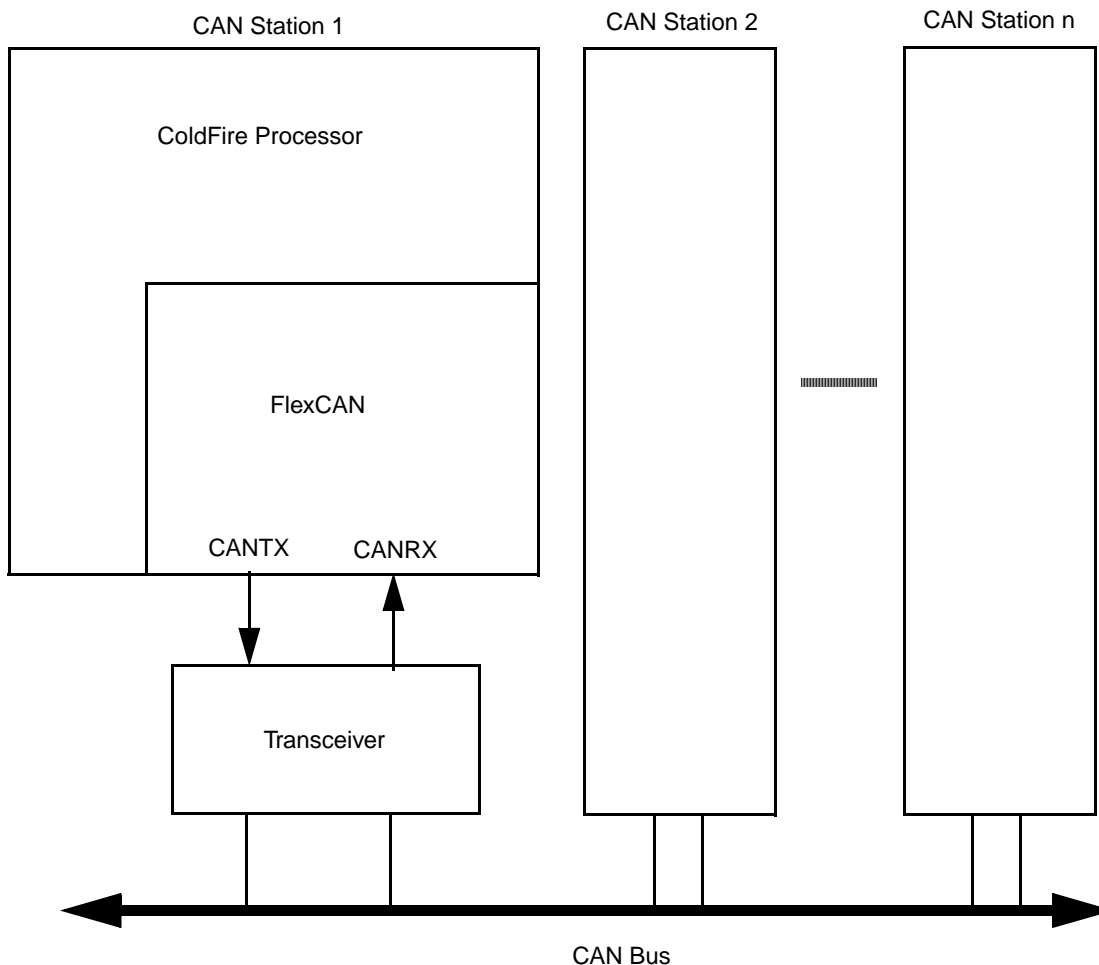 CAN Station 1
CAN Station 2
CAN Station n
ColdFire Processor
FlexCAN
CANTX
CANRX
Transceiver
CAN Bus